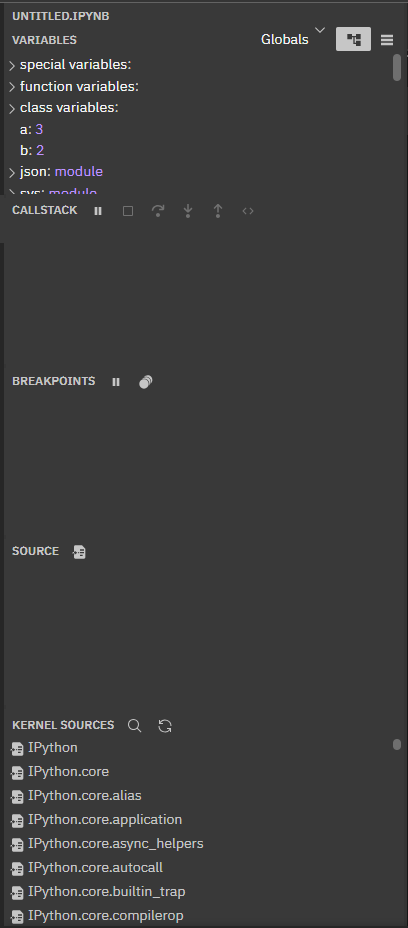 UNTITLED.IPYNB
VARIABLES Globals
special variables:
function variables:
class variables:
a: 3
b: 2
json: module
sys: module
CALLSTACK
BREAKPOINTS
SOURCE
KERNEL SOURCES
IPython
IPython.core
IPython.core.alias
IPython.core.application
IPython.core.async_helpers
IPython.core.autocall
IPython.core.builtin_trap
IPython.core.compilerop